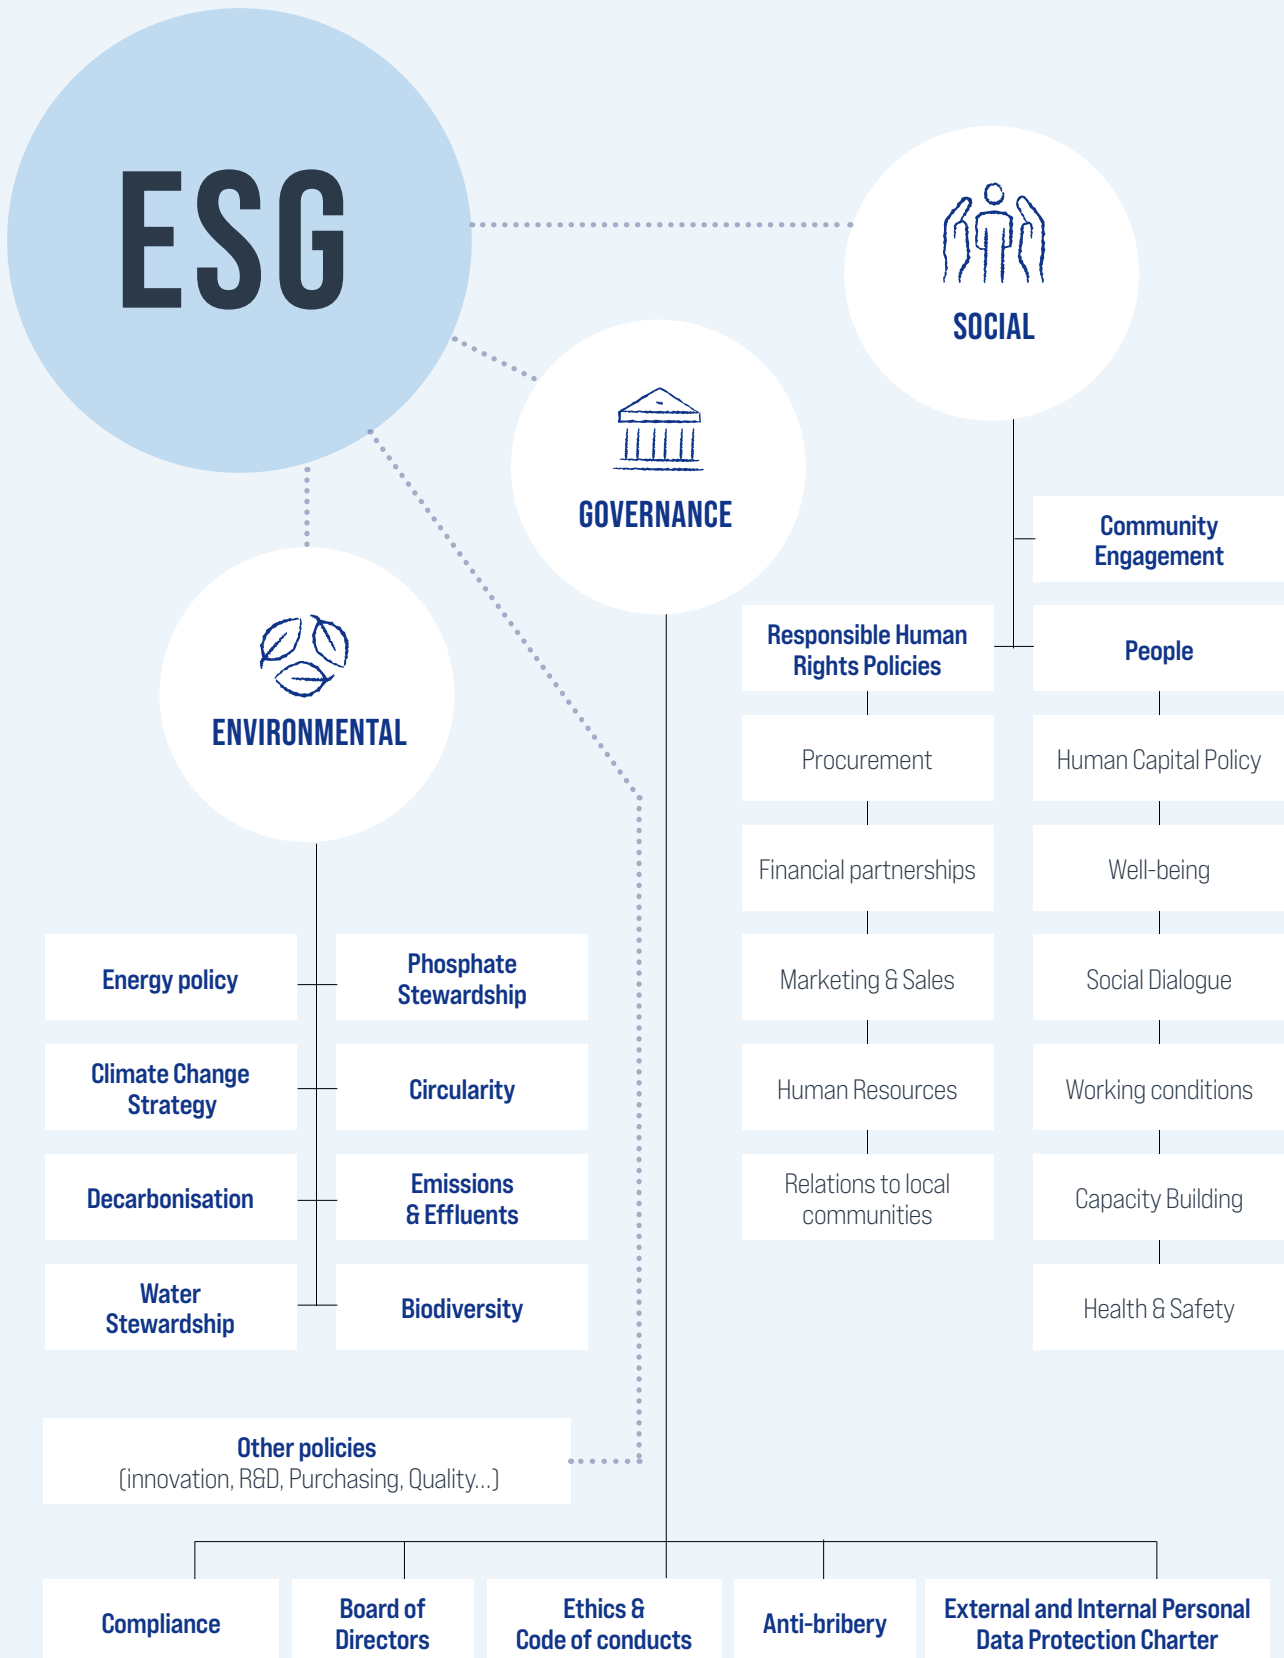 ESG
SOCIAL
GOVERNANCE
ENVIRONMENTAL
Community
Engagement
Responsible Human
Rights Policies
Procurement
Financial partnerships
Marketing & Sales
Human Resources
Relations to local
communities
People
Human Capital Policy
Well-being
Social Dialogue
Working conditions
Capacity Building
Health & Safety
Energy policy
Phosphate
Stewardship
Climate Change
Strategy
Circularity
Decarbonisation
Emissions
& Effluents
Water
Stewardship
Biodiversity
Other policies
(innovation, R&D, Purchasing, Quality...)
Compliance
Board of
Directors
Ethics &
Code of conducts
Anti-bribery
External and Internal Personal
Data Protection Charter